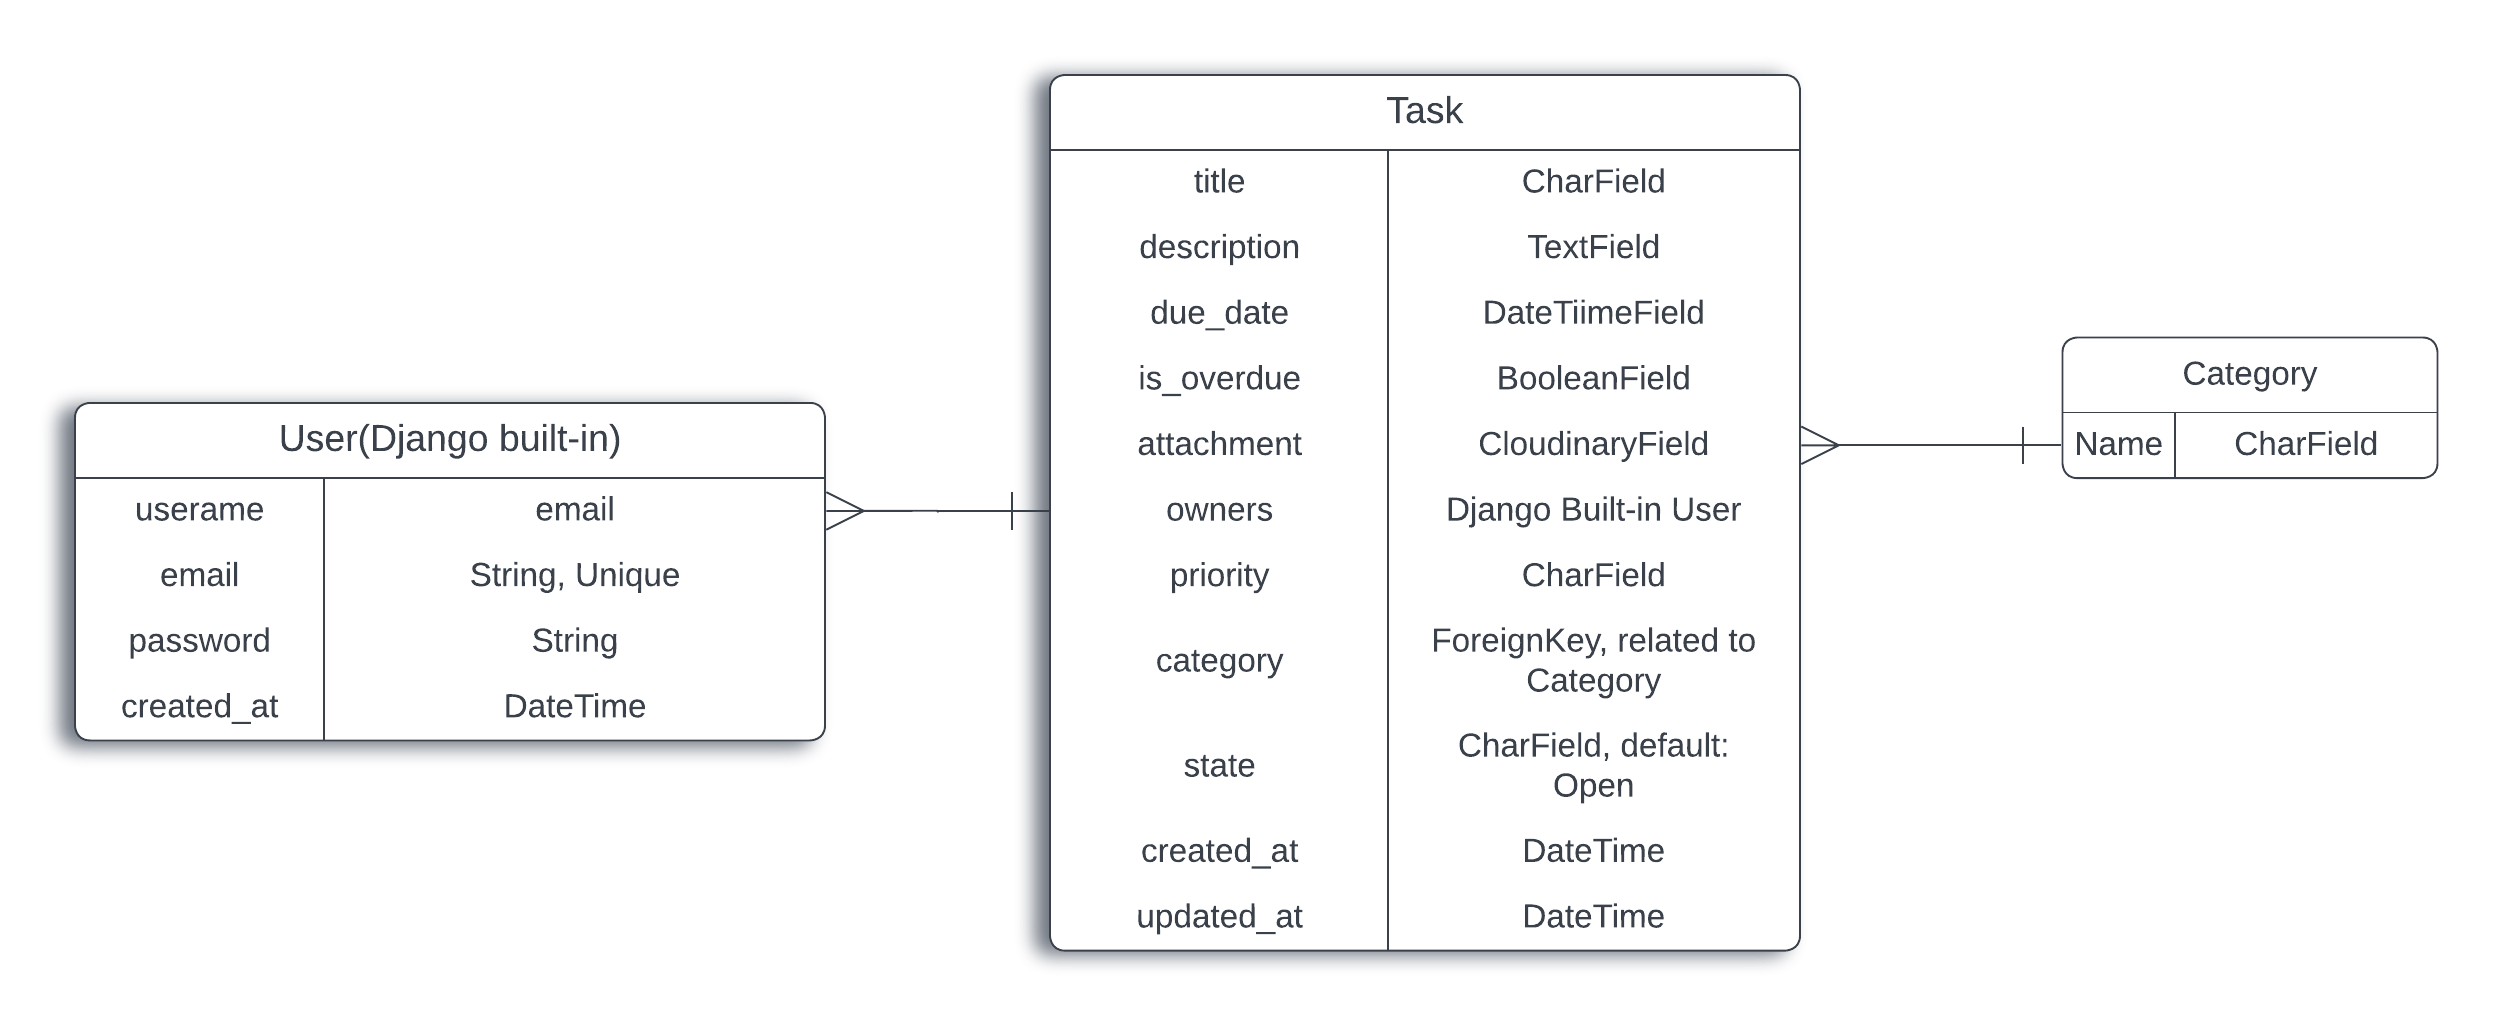 User(Django built-in)
userame email
email String, Unique
password String
created_at DateTime
Task
title CharField
description TextField
due_date DateTiimeField
is_overdue BooleanField
attachment CloudinaryField
owners Django Built-in User
priority CharField
category ForeignKey, related to
Category
state CharField, default:
Open
created_at DateTime
updated_at DateTime
Category
Name CharField